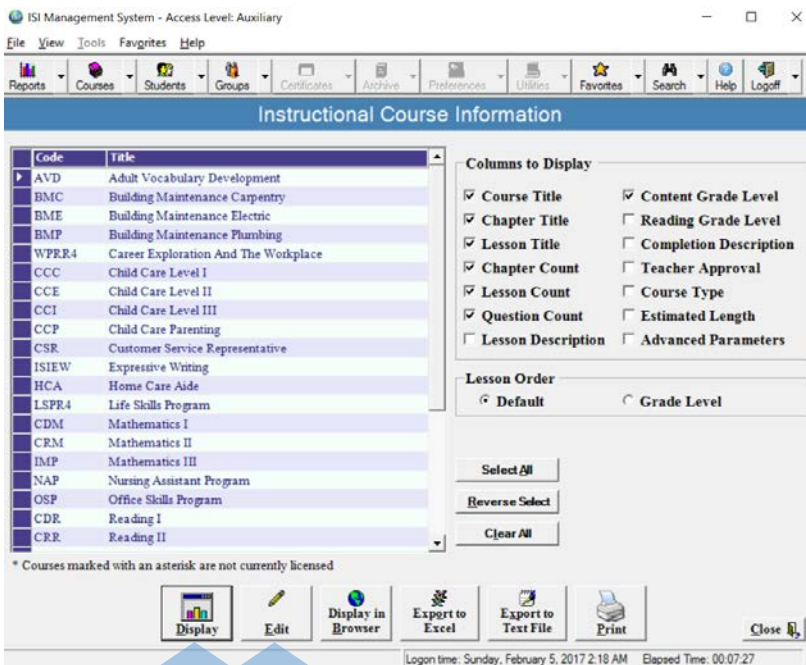 ISI Management System - Access Level: Auxiliary
File View Tools Favorites Help
Reports Courses Students Groups Certificates Archive Preferences Utilities Favorites Search Help Logoff
Instructional Course Information
Code Title
AVD Adult Vocabulary Development
BMC Building Maintenance Carpentry
BME Building Maintenance Electric
BMP Building Maintenance Plumbing
WPRR4 Career Exploration And The Workplace
CCC Child Care Level I
CCE Child Care Level II
CCI Child Care Level III
CCP Child Care Parenting
CSR Customer Service Representative
ISIEW Expressive Writing
HCA Home Care Aide
LSPR4 Life Skills Program
CDM Mathematics I
CRM Mathematics II
IMP Mathematics III
NAP Nursing Assistant Program
OSP Office Skills Program
CDR Reading I
CRR Reading II
* Courses marked with an asterisk are not currently licensed
Columns to Display
Course Title Content Grade Level
Chapter Title Reading Grade Level
Lesson Title Completion Description
Chapter Count Teacher Approval
Lesson Count Course Type
Question Count Estimated Length
Lesson Description Advanced Parameters
Lesson Order
Default Grade Level
Select All
Reverse Select
Clear All
Display Edit Display in Browser Export to Excel Export to Text File Print Close
Logon time: Sunday, February 5, 2017 2:18 AM Elapsed Time: 00:07:27